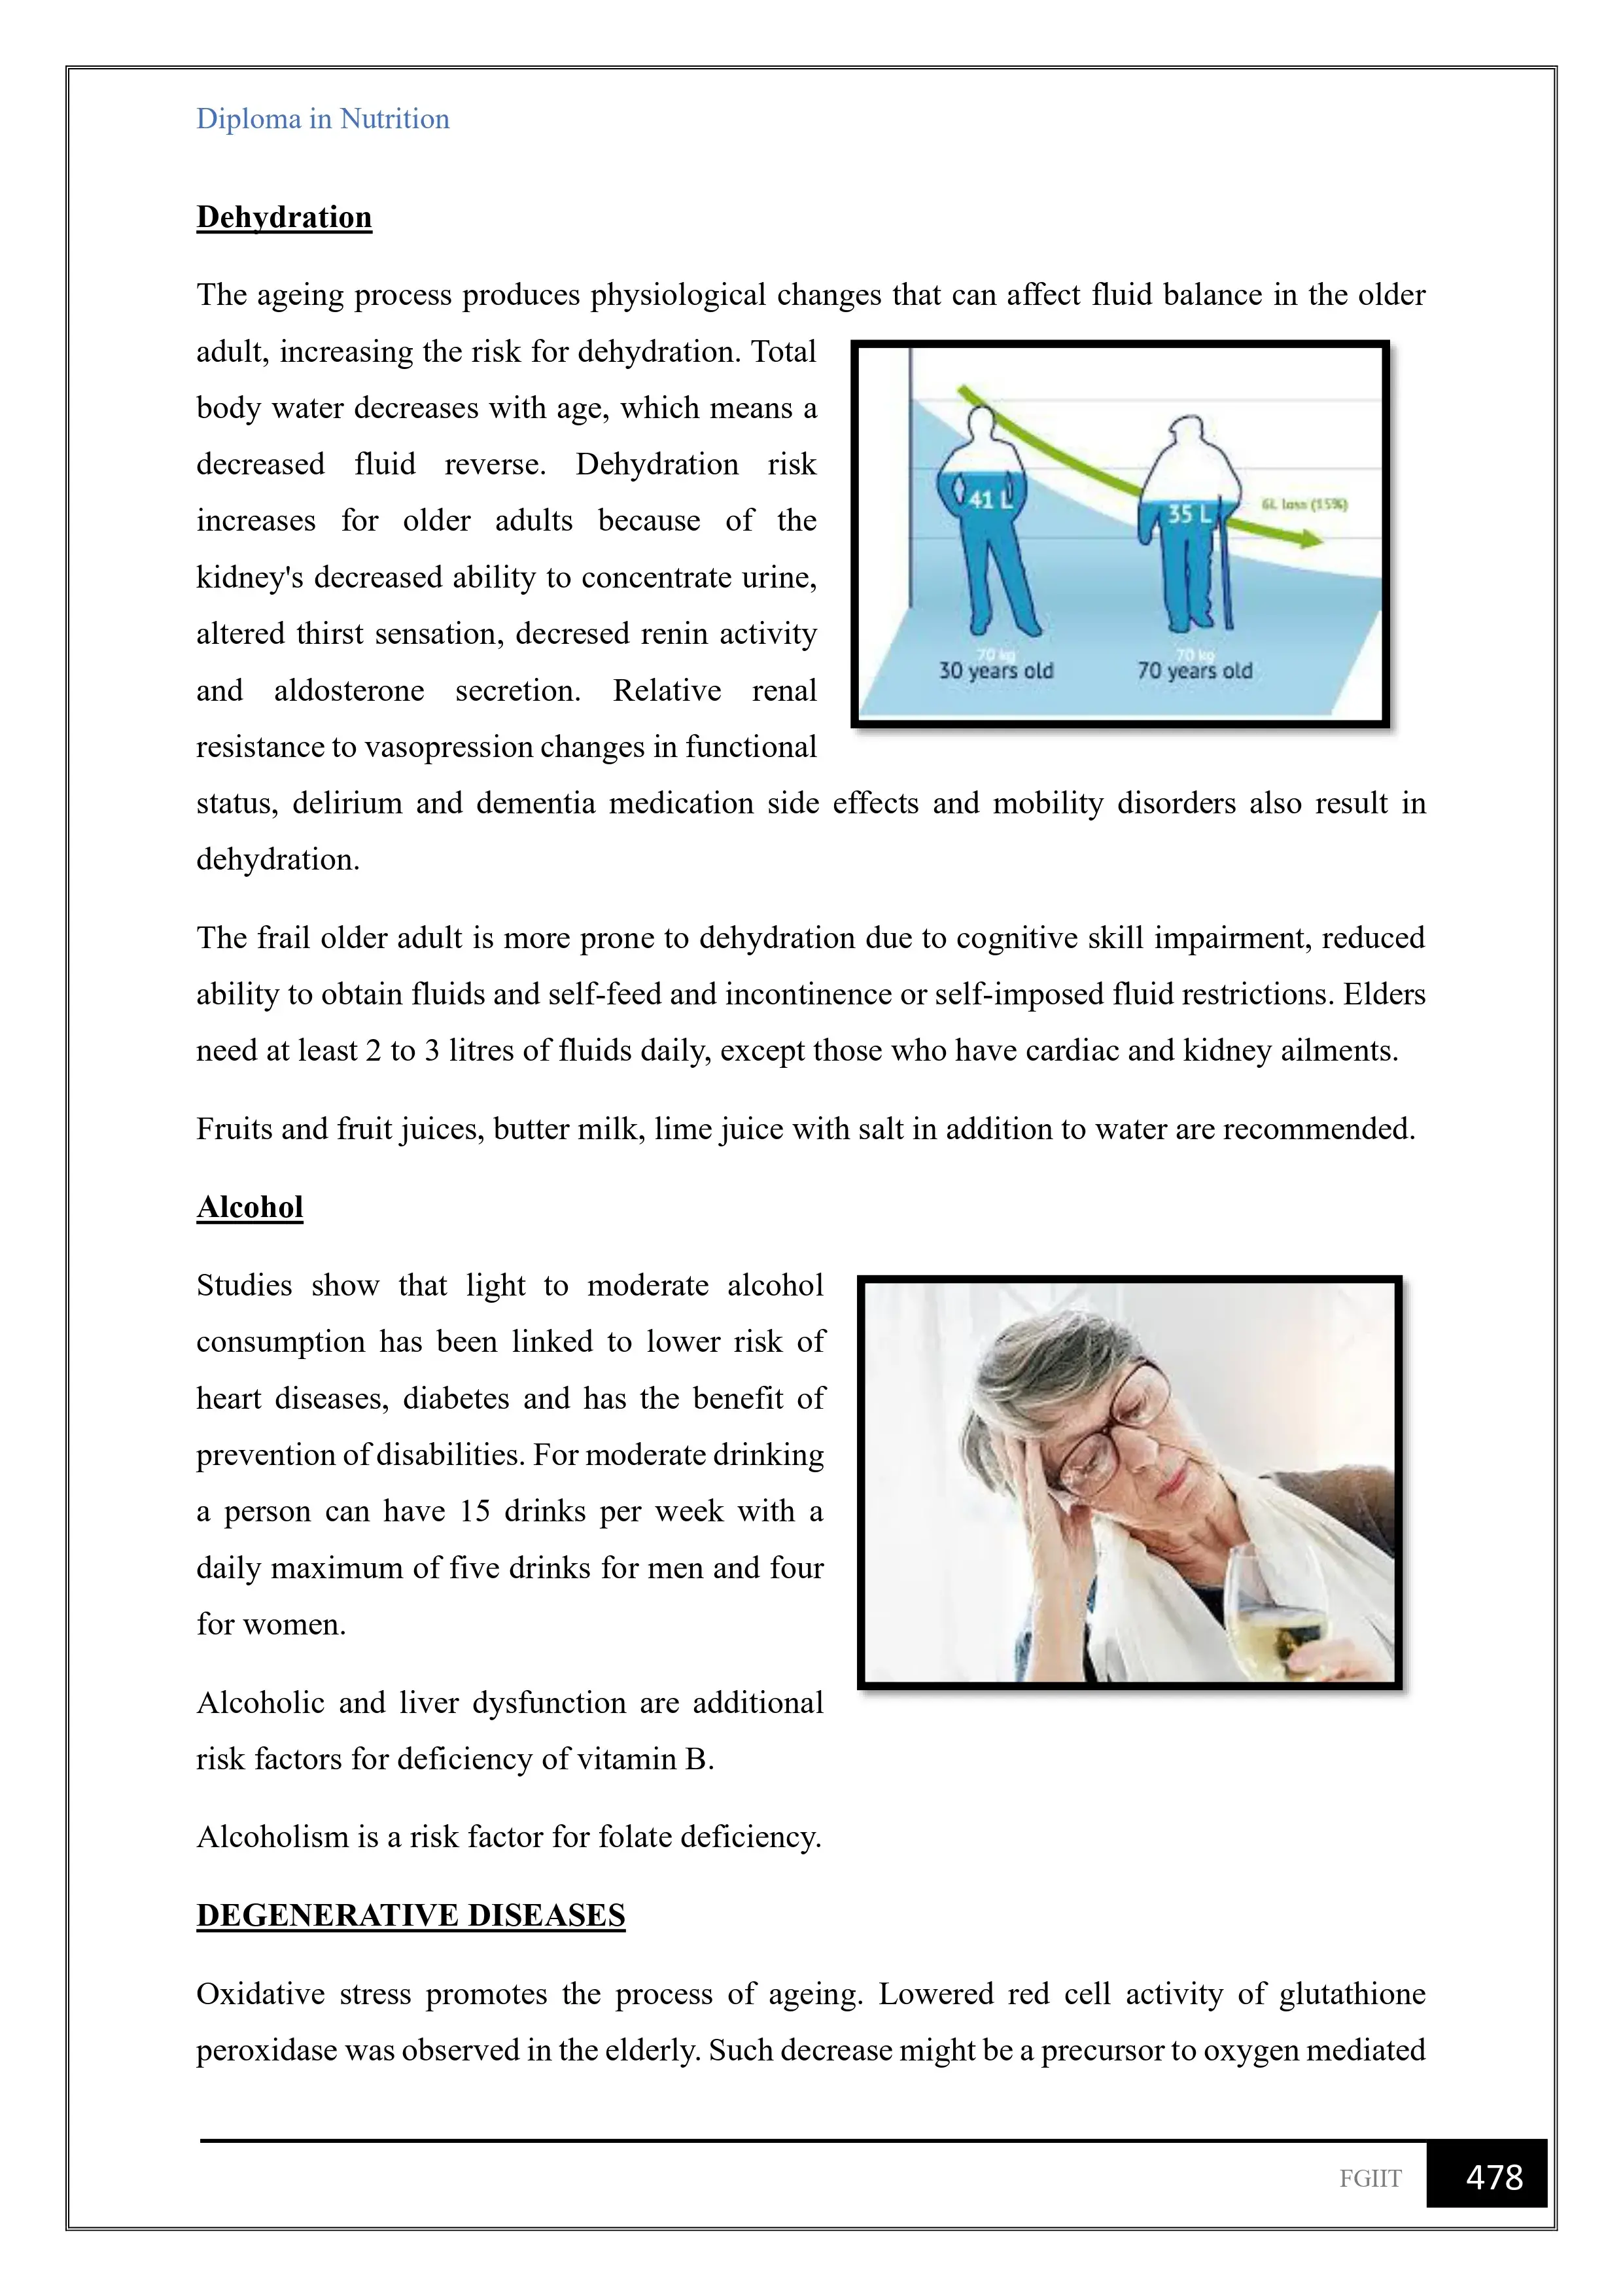 Diploma in Nutrition
Dehydration
The ageing process produces physiological changes that can affect fluid balance in the older
adult, increasing the risk for dehydration. Total
body water decreases with age, which means a
decreased fluid reverse. Dehydration risk
increases for older adults because of the
kidney's decreased ability to concentrate urine,
altered thirst sensation, decresed renin activity
and aldosterone secretion. Relative renal
resistance to vasopression changes in functional
41 L
35 L
6L loss (15%)
70 kg
70 kg
30 years old
70 years old
status, delirium and dementia medication side effects and mobility disorders also result in
dehydration.
The frail older adult is more prone to dehydration due to cognitive skill impairment, reduced
ability to obtain fluids and self-feed and incontinence or self-imposed fluid restrictions. Elders
need at least 2 to 3 litres of fluids daily, except those who have cardiac and kidney ailments.
Fruits and fruit juices, butter milk, lime juice with salt in addition to water are recommended.
Alcohol
Studies show that light to moderate alcohol
consumption has been linked to lower risk of
heart diseases, diabetes and has the benefit of
prevention of disabilities. For moderate drinking
a person can have 15 drinks per week with a
daily maximum of five drinks for men and four
for women.
Alcoholic and liver dysfunction are additional
risk factors for deficiency of vitamin B.
Alcoholism is a risk factor for folate deficiency.
DEGENERATIVE DISEASES
Oxidative stress promotes the process of ageing. Lowered red cell activity of glutathione
peroxidase was observed in the elderly. Such decrease might be a precursor to oxygen mediated
FGIIT
478